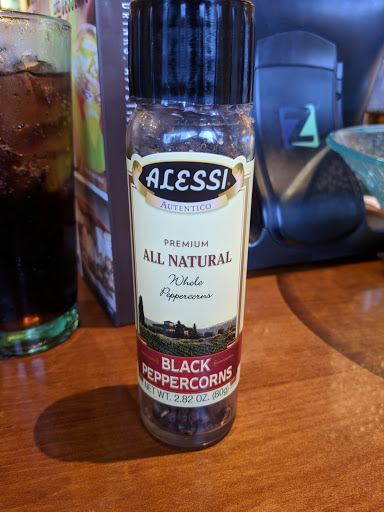 ALESSI
AUTENTICO
PREMIUM
ALL NATURAL
Whole
Peppercorns
BLACK
PEPPERCORNS
NET WT. 2.82 OZ. (80g)